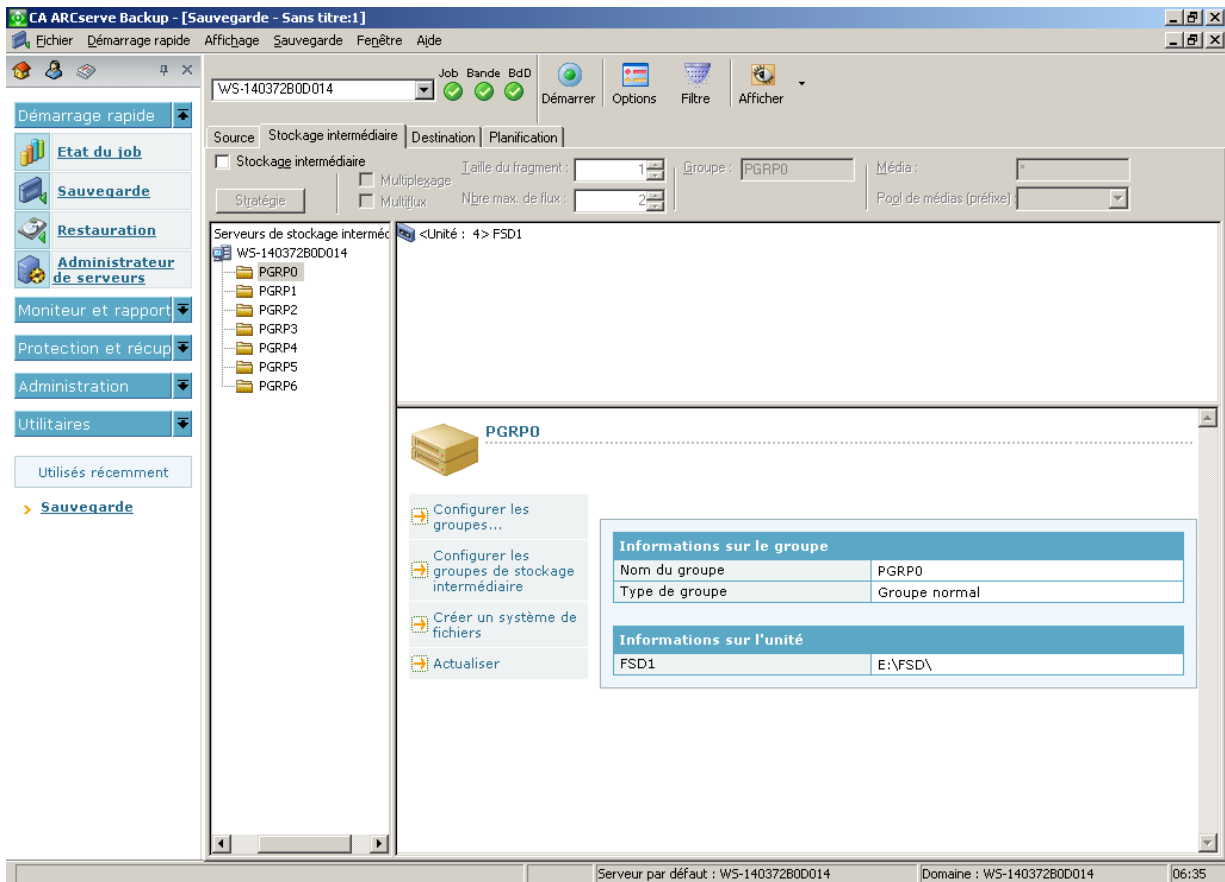 CA ARCserve Backup - [Sauvegarde - Sans titre:1]
Fichier Démarrage rapide Affichage Sauvegarde Fenêtre Aide
WS-140372B0D014
Job Bande BdD
Démarrer Options Filtre Afficher
Démarrage rapide
Etat du job
Sauvegarde
Restauration
Administrateur
de serveurs
Moniteur et rapport
Protection et récup
Administration
Utilitaires
Utilisés récemment
Sauvegarde
Source Stockage intermédiaire Destination Planification
Stockage intermédiaire
Stratégie
Multiplexage
Multiflux
Taille du fragment : 1
Nbre max. de flux : 2
Groupe : PGRP0
Média : *
Pool de médias (préfixe) :
Serveurs de stockage interméc
WS-140372B0D014
PGRP0
PGRP1
PGRP2
PGRP3
PGRP4
PGRP5
PGRP6
<Unité : 4> FSD1
PGRP0
Configurer les
groupes...
Configurer les
groupes de stockage
intermédiaire
Créer un système de
fichiers
Actualiser
Informations sur le groupe
Nom du groupe PGRP0
Type de groupe Groupe normal
Informations sur l'unité
FSD1 E:\FSD\
Serveur par défaut : WS-140372B0D014 Domaine : WS-140372B0D014 06:35